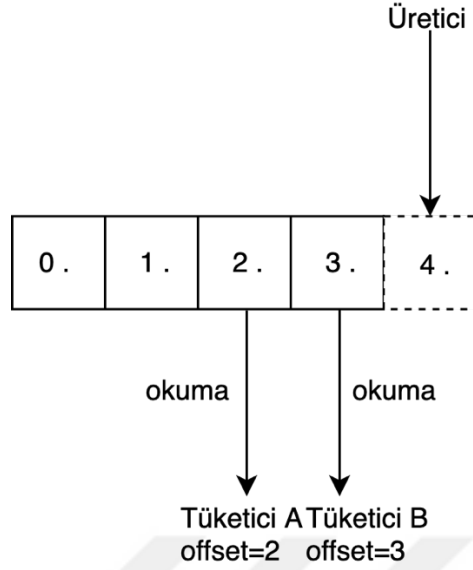 Üretici
0 . 1 . 2 . 3 . 4 .
okuma okuma
Tüketici A Tüketici B
offset=2 offset=3